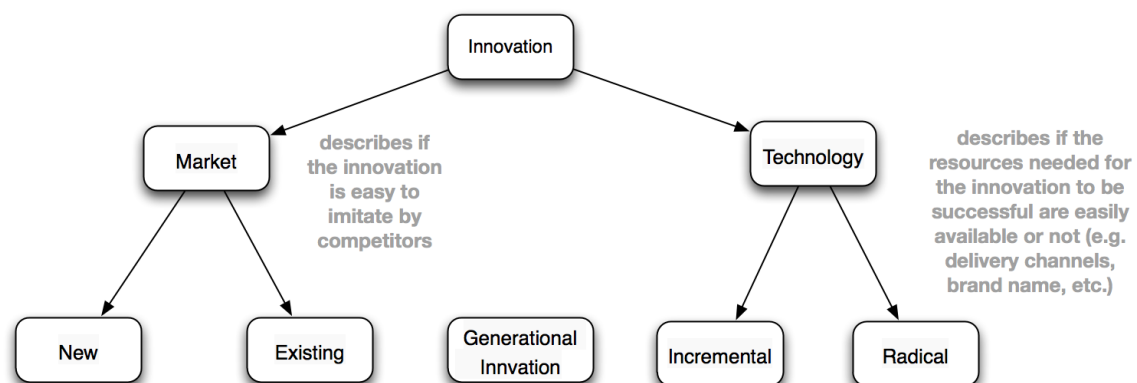 Innovation
Market
describes if
the innovation
is easy to
imitate by
competitors
Technology
describes if the
resources needed for
the innovation to be
successful are easily
available or not (e.g.
delivery channels,
brand name, etc.)
New
Existing
Generational
Innvation
Incremental
Radical